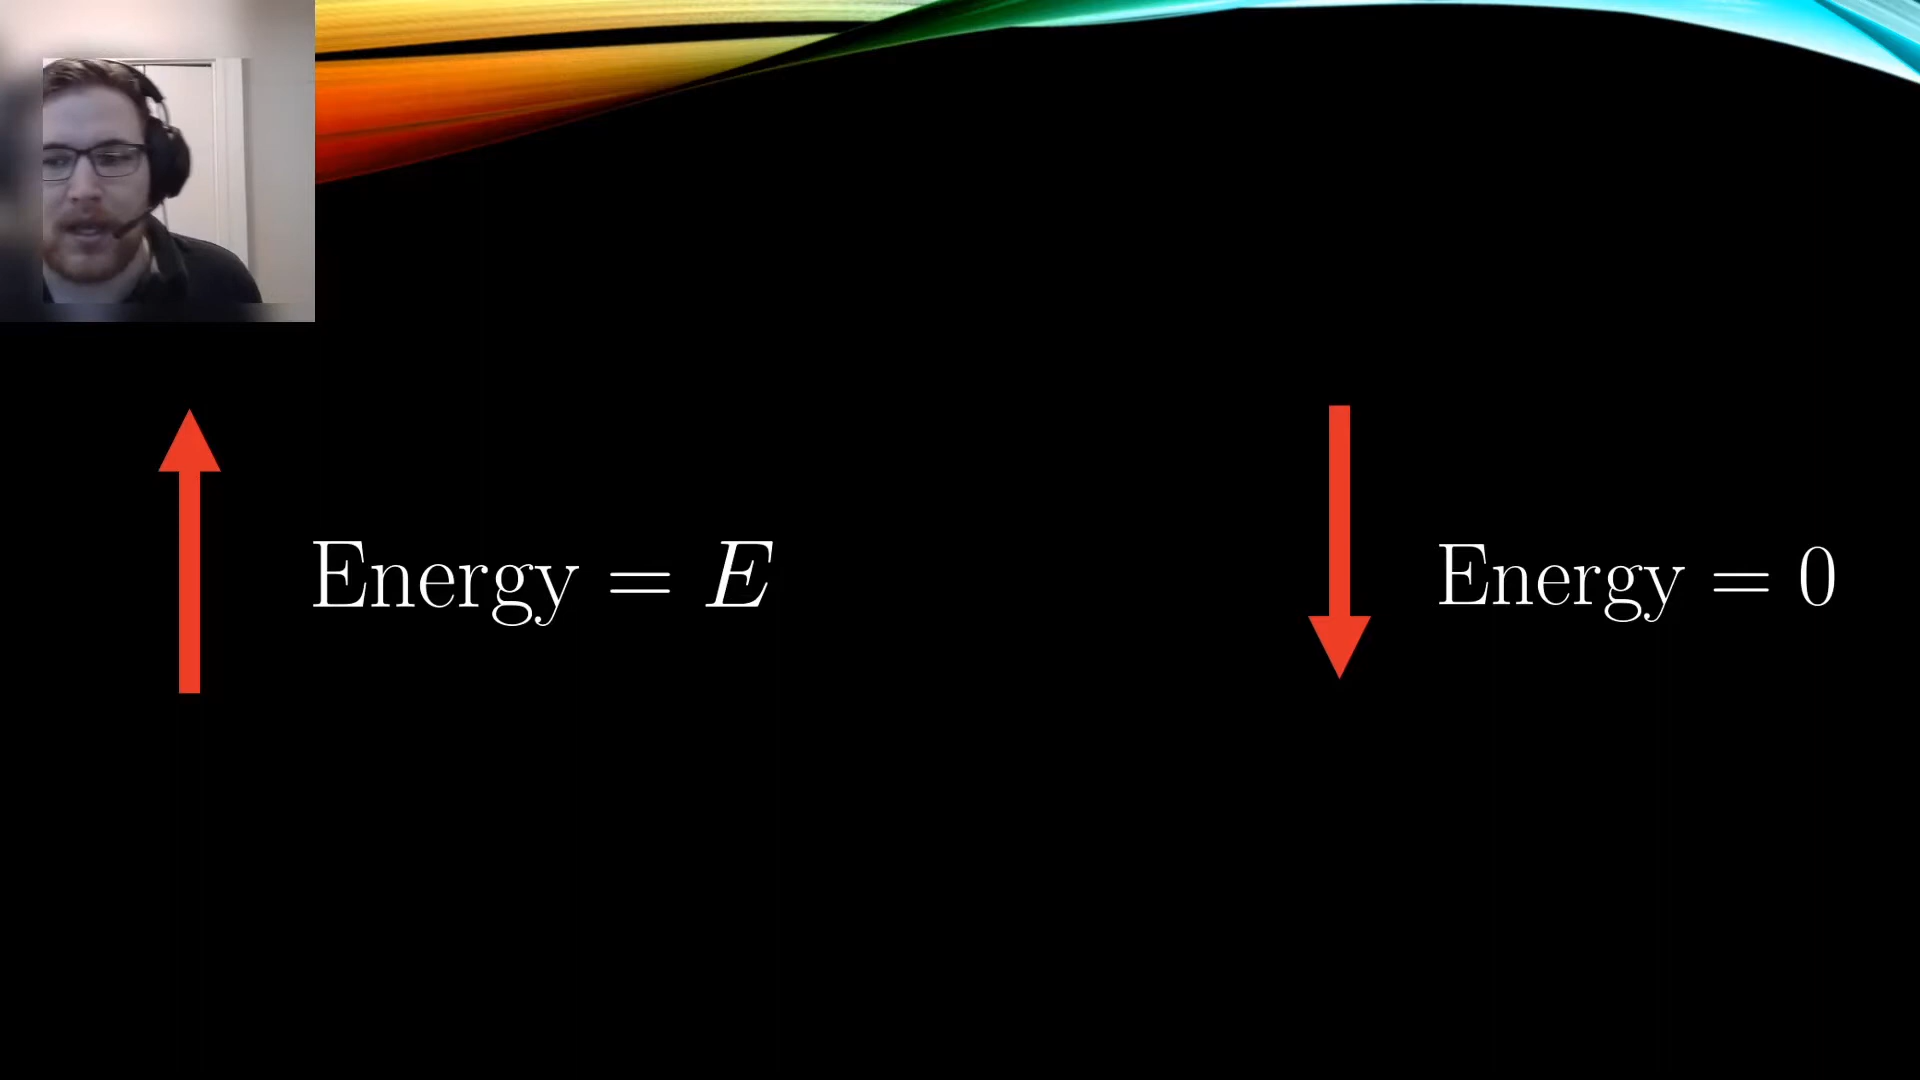 Energy = E
Energy = 0